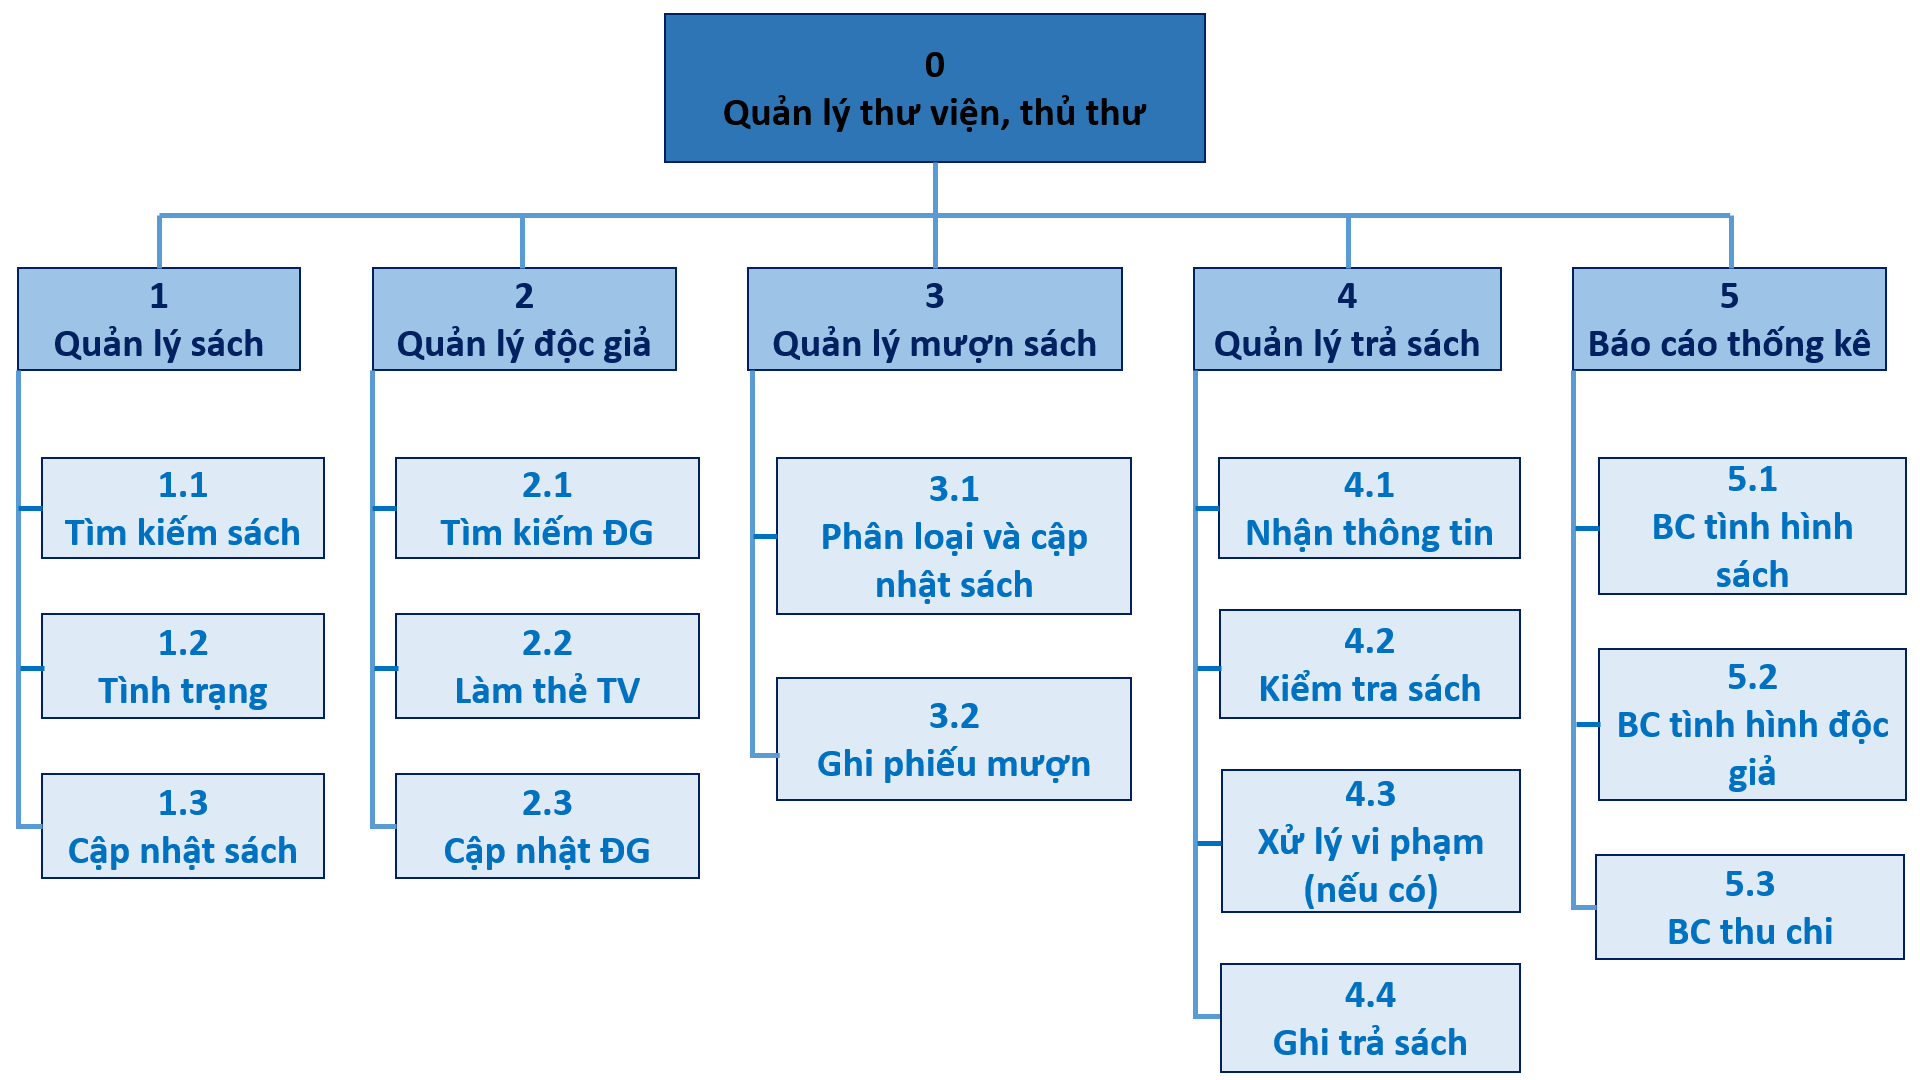 0
Quản lý thư viện, thủ thư
1
Quản lý sách
2
Quản lý độc giả
3
Quản lý mượn sách
4
Quản lý trả sách
5
Báo cáo thống kê
1.1
Tìm kiếm sách
1.2
Tình trạng
1.3
Cập nhật sách
2.1
Tìm kiếm ĐG
2.2
Làm thẻ TV
2.3
Cập nhật ĐG
3.1
Phân loại và cập
nhật sách
3.2
Ghi phiếu mượn
4.1
Nhận thông tin
4.2
Kiểm tra sách
4.3
Xử lý vi phạm
(nếu có)
4.4
Ghi trả sách
5.1
BC tình hình
sách
5.2
BC tình hình độc
giả
5.3
BC thu chi